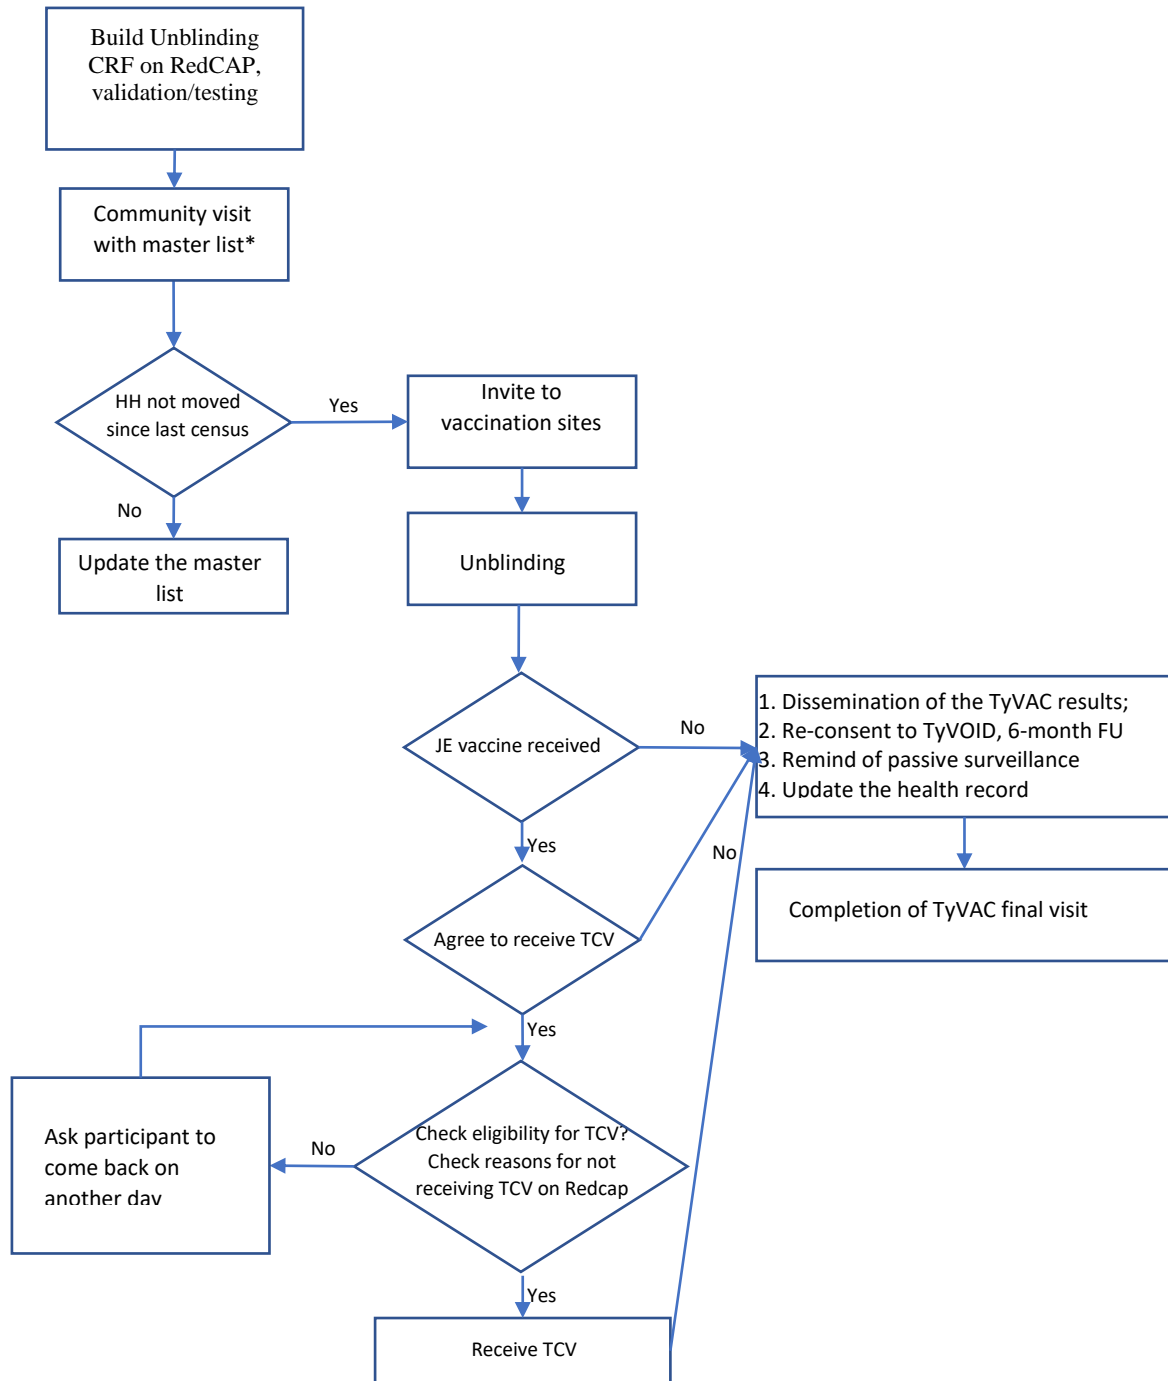 Build Unblinding
CRF on RedCAP,
validation/testing
Community visit
with master list*
HH not moved
since last census
Yes
Invite to
vaccination sites
No
Update the master
list
Unblinding
JE vaccine received
No
1. Dissemination of the TyVAC results;
2. Re-consent to TyVOID, 6-month FU
3. Remind of passive surveillance
4. Update the health record
Yes
No
Agree to receive TCV
Completion of TyVAC final visit
Yes
Ask participant to
come back on
another day
No
Check eligibility for TCV?
Check reasons for not
receiving TCV on Redcap
Yes
Receive TCV